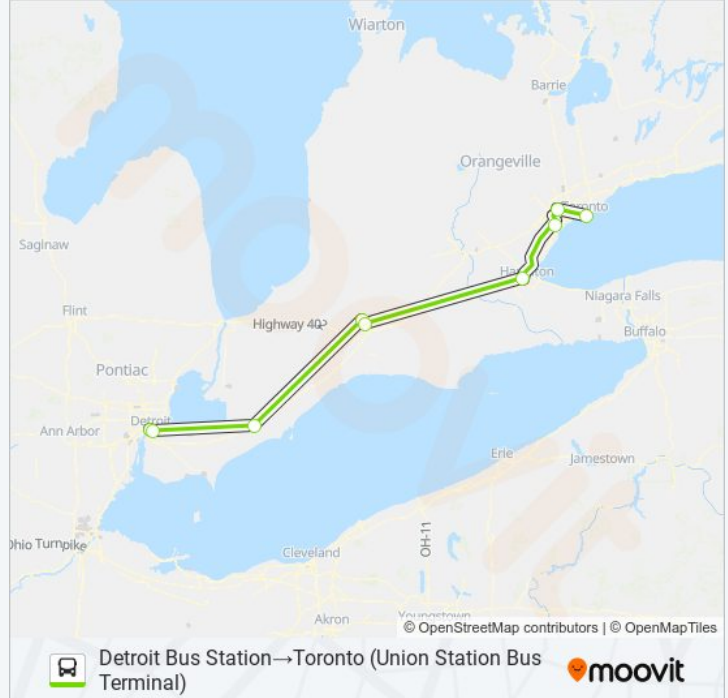 Wiarton
Barrie
Orangeville
Toronto
Saginaw
Hamilton
Niagara Falls
Flint
Highway 402
Buffalo
Pontiac
Detroit
Ann Arbor
Erie
Jamestown
OH-11
Ohio Turnpike
Cleveland
Akron
Youngstown
© OpenStreetMap contributors | © OpenMapTiles
Detroit Bus Station→Toronto (Union Station Bus
Terminal)
moovit